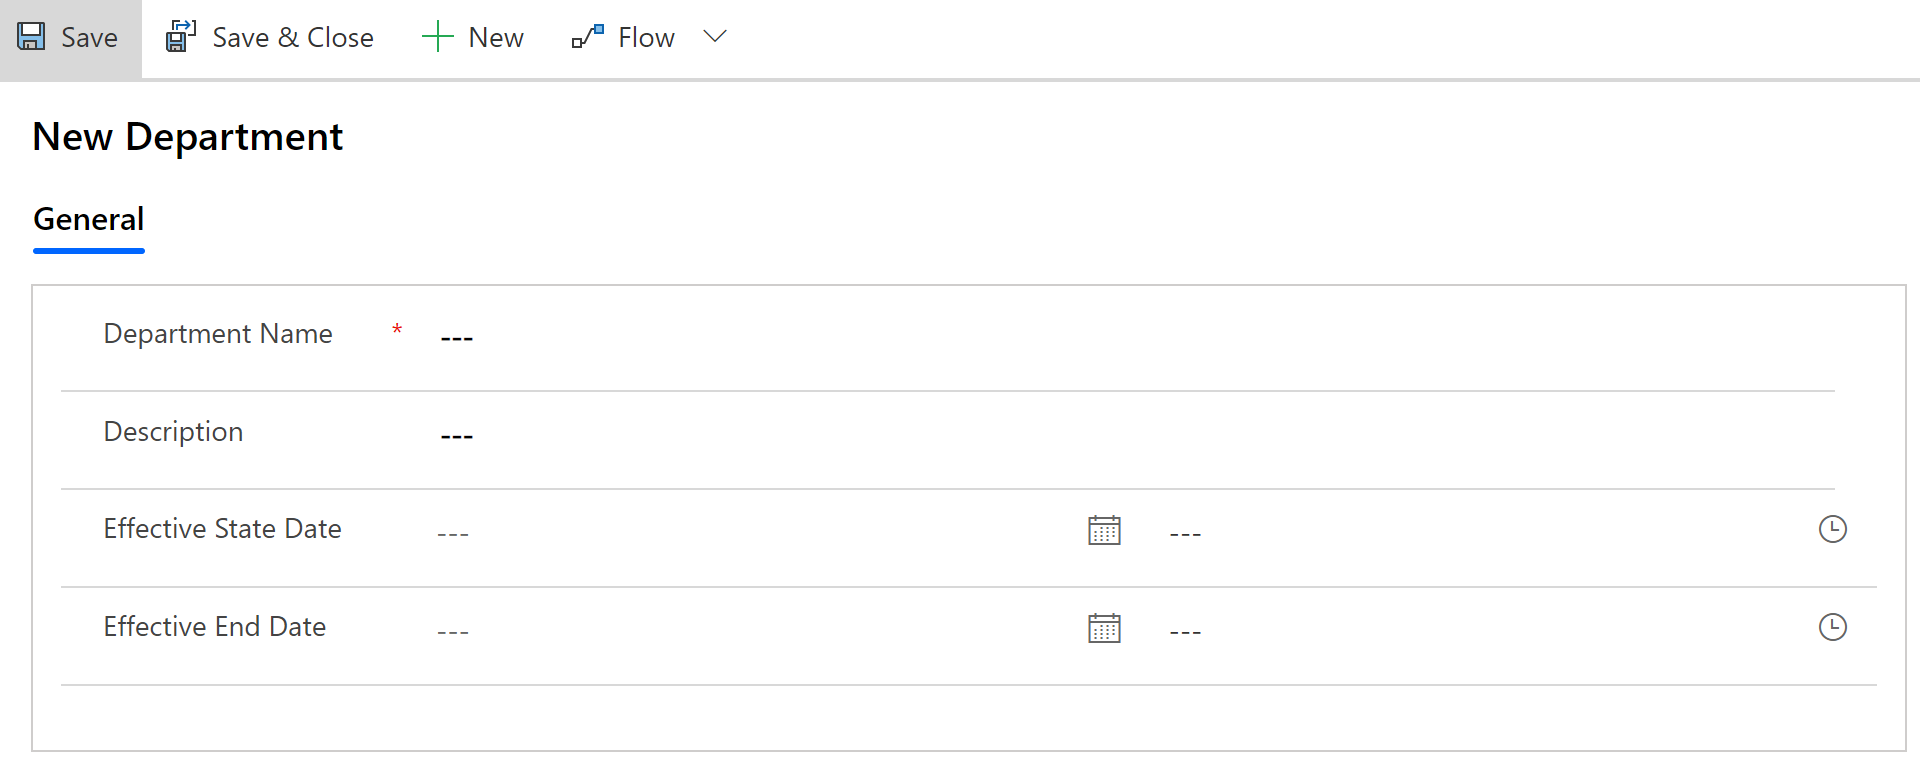 Save Save & Close New Flow
New Department
General
Department Name * ---
Description ---
Effective State Date --- ---
Effective End Date --- ---